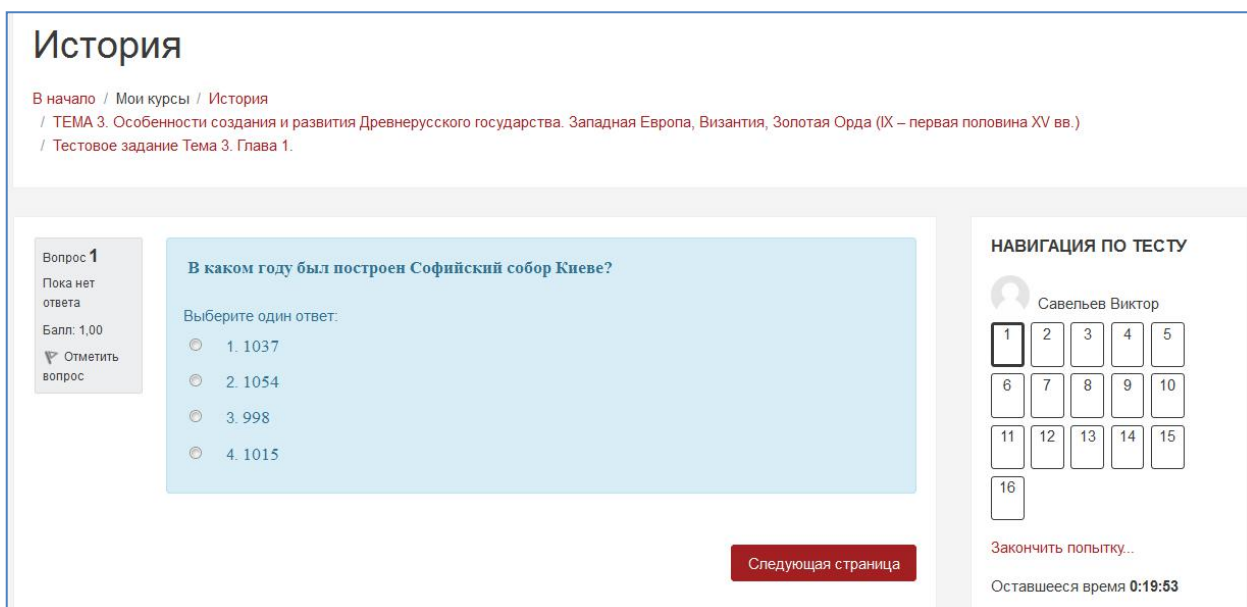 История
В начало / Мои курсы / История
/ ТЕМА 3. Особенности создания и развития Древнерусского государства. Западная Европа, Византия, Золотая Орда (IX – первая половина XV вв.)
/ Тестовое задание Тема 3. Глава 1.
Вопрос 1
Пока нет
ответа
Балл: 1,00
Отметить
вопрос
В каком году был построен Софийский собор Киеве?
Выберите один ответ:
1. 1037
2. 1054
3. 998
4. 1015
Следующая страница
НАВИГАЦИЯ ПО ТЕСТУ
Савельев Виктор
1 2 3 4 5
6 7 8 9 10
11 12 13 14 15
16
Закончить попытку...
Оставшееся время 0:19:53